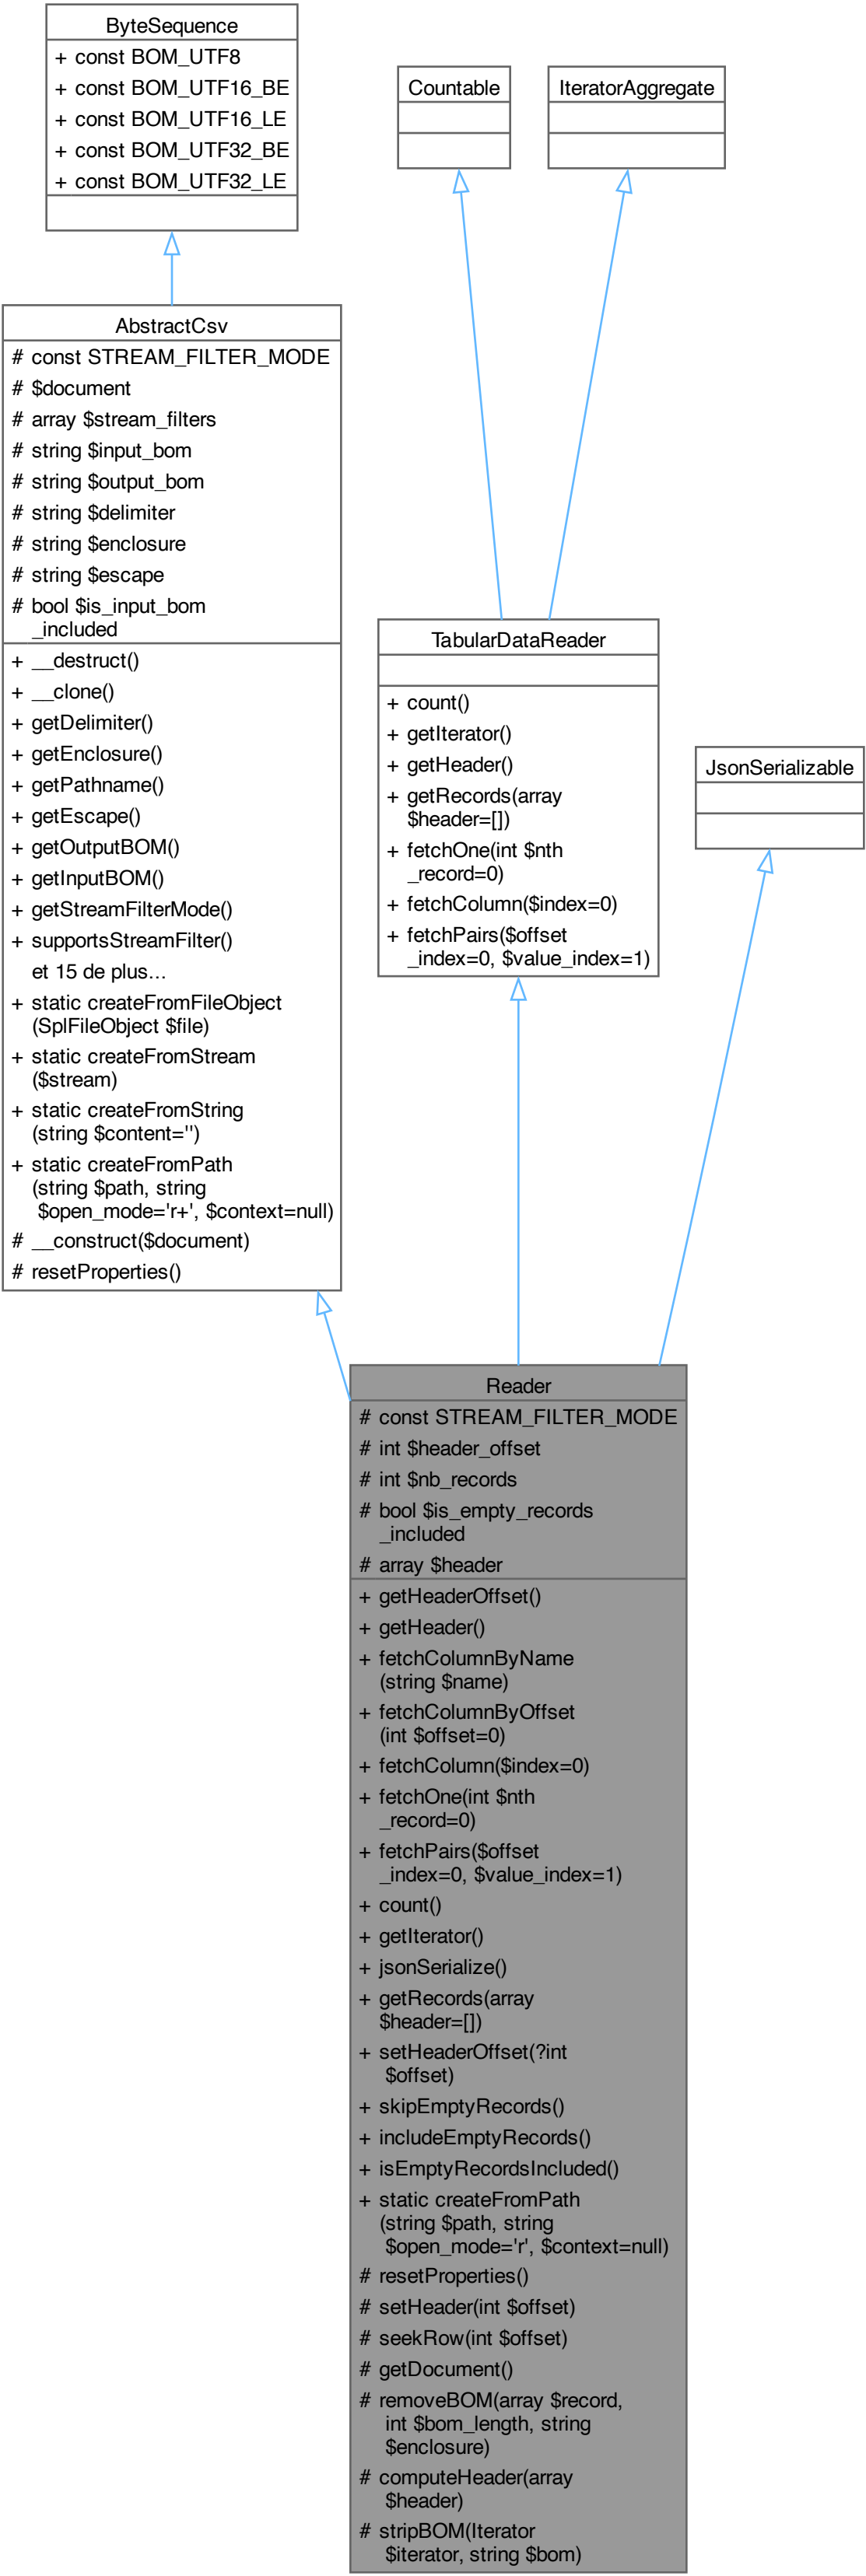 ByteSequence
+ const BOM_UTF8
+ const BOM_UTF16_BE
+ const BOM_UTF16_LE
+ const BOM_UTF32_BE
+ const BOM_UTF32_LE
Countable
IteratorAggregate
AbstractCsv
# const STREAM_FILTER_MODE
# $document
# array $stream_filters
# string $input_bom
# string $output_bom
# string $delimiter
# string $enclosure
# string $escape
# bool $is_input_bom
_included
+ __destruct()
+ __clone()
+ getDelimiter()
+ getEnclosure()
+ getPathname()
+ getEscape()
+ getOutputBOM()
+ getInputBOM()
+ getStreamFilterMode()
+ supportsStreamFilter()
et 15 de plus...
+ static createFromFileObject
(SplFileObject $file)
+ static createFromStream
($stream)
+ static createFromString
(string $content='')
+ static createFromPath
(string $path, string
$open_mode='r+', $context=null)
# __construct($document)
# resetProperties()
TabularDataReader
+ count()
+ getIterator()
+ getHeader()
+ getRecords(array
$header=[])
+ fetchOne(int $nth
_record=0)
+ fetchColumn($index=0)
+ fetchPairs($offset
_index=0, $value_index=1)
JsonSerializable
Reader
# const STREAM_FILTER_MODE
# int $header_offset
# int $nb_records
# bool $is_empty_records
_included
# array $header
+ getHeaderOffset()
+ getHeader()
+ fetchColumnByName
(string $name)
+ fetchColumnByOffset
(int $offset=0)
+ fetchColumn($index=0)
+ fetchOne(int $nth
_record=0)
+ fetchPairs($offset
_index=0, $value_index=1)
+ count()
+ getIterator()
+ jsonSerialize()
+ getRecords(array
$header=[])
+ setHeaderOffset(?int
$offset)
+ skipEmptyRecords()
+ includeEmptyRecords()
+ isEmptyRecordsIncluded()
+ static createFromPath
(string $path, string
$open_mode='r', $context=null)
# resetProperties()
# setHeader(int $offset)
# seekRow(int $offset)
# getDocument()
# removeBOM(array $record,
int $bom_length, string
$enclosure)
# computeHeader(array
$header)
# stripBOM(Iterator
$iterator, string $bom)